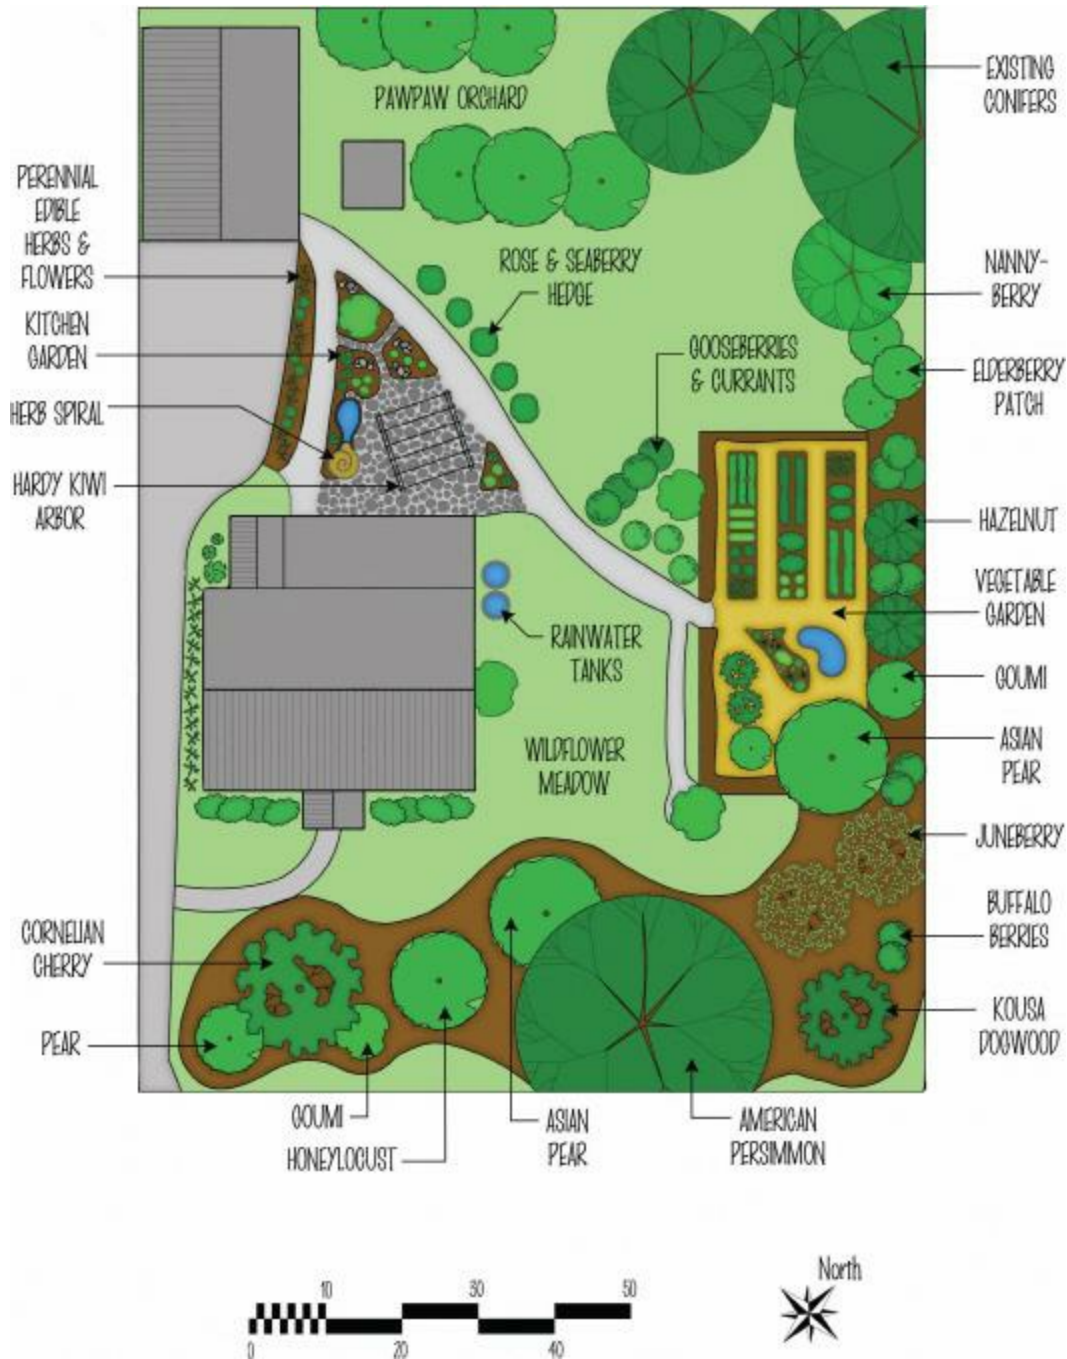 PAWPAW ORCHARD
EXISTING
CONIFERS
PERENNIAL
EDIBLE
HERBS &
FLOWERS
ROSE & SEABERRY
HEDGE
NANNY-
BERRY
KITCHEN
GARDEN
GOOSEBERRIES
& CURRANTS
ELDERBERRY
PATCH
HERB SPIRAL
HARDY KIWI
ARBOR
HAZELNUT
VEGETABLE
GARDEN
RAINWATER
TANKS
GOUMI
WILDFLOWER
MEADOW
ASIAN
PEAR
JUNEBERRY
CORNELIAN
CHERRY
BUFFALO
BERRIES
PEAR
KOUSA
DOGWOOD
GOUMI
HONEYLOCUST
ASIAN
PEAR
AMERICAN
PERSIMMON
North
10 30 50
0 20 40